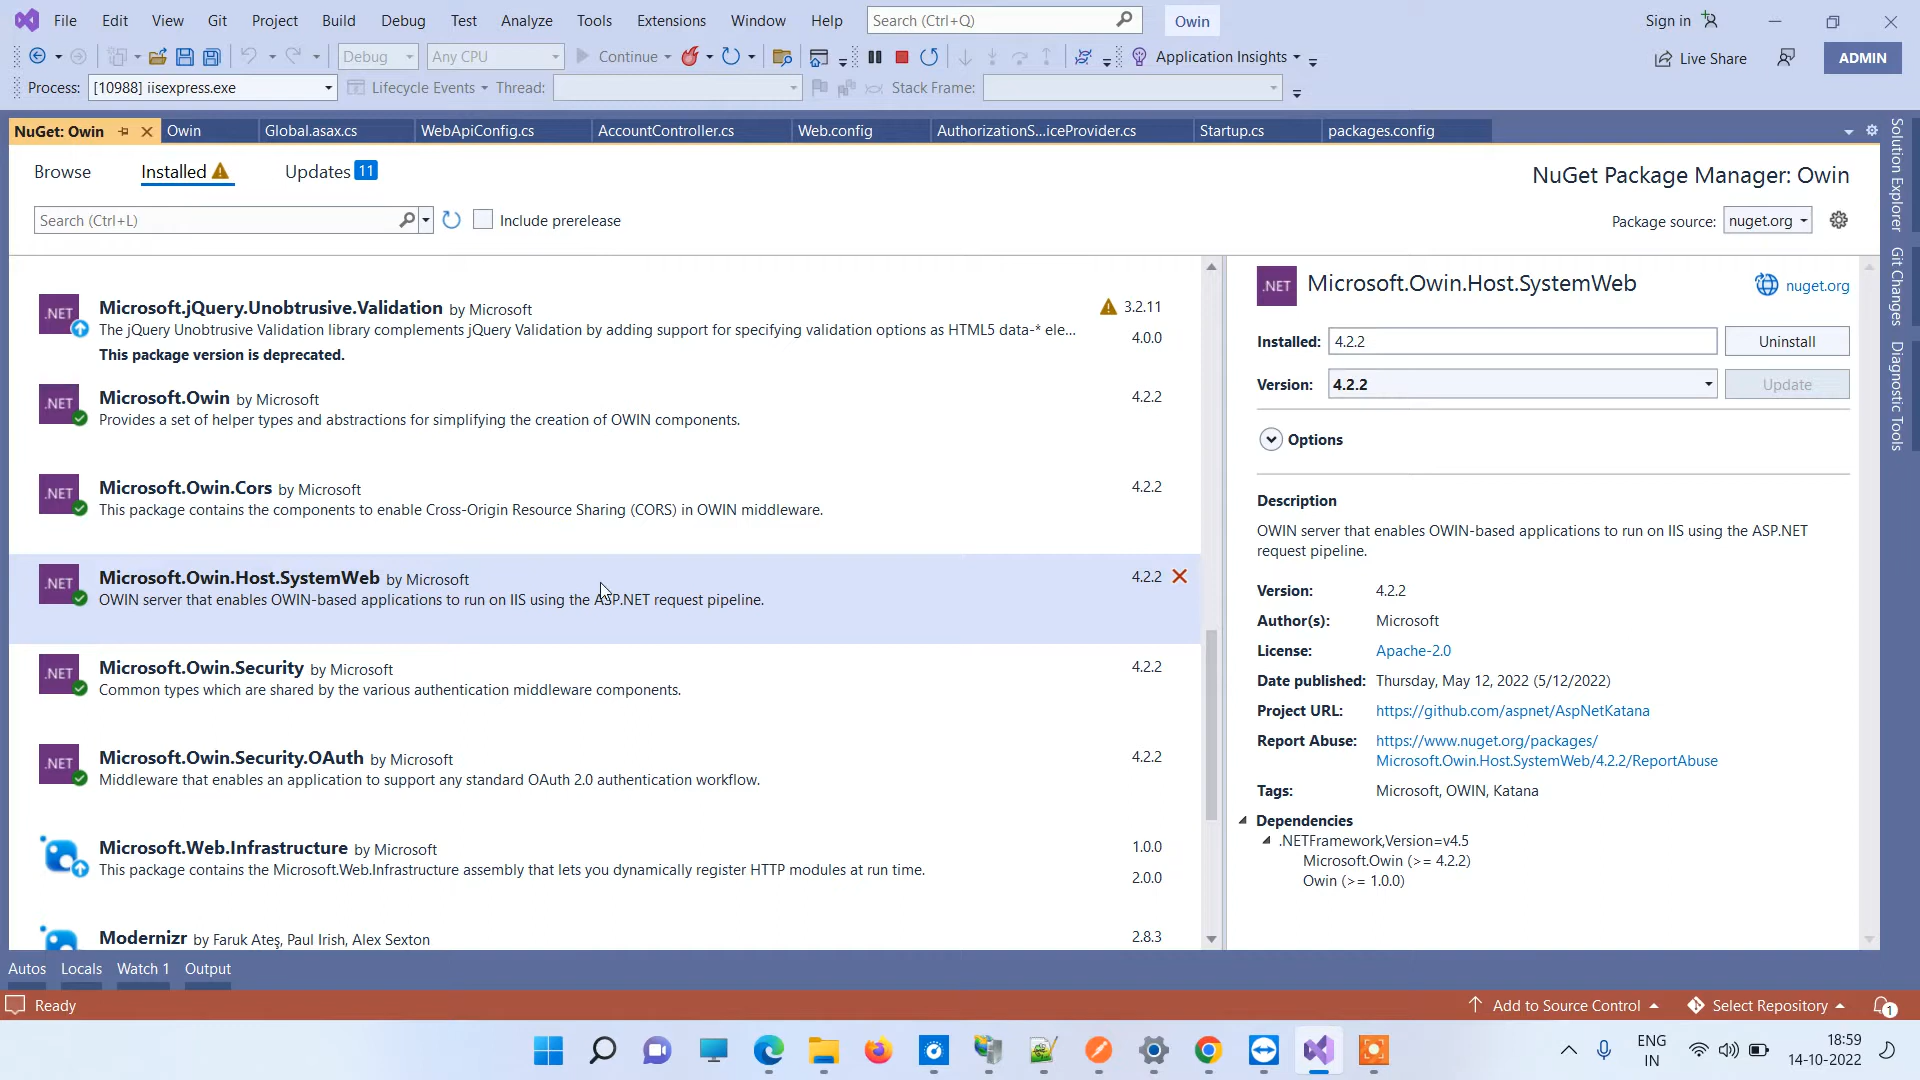 File Edit View Git Project Build Debug Test Analyze Tools Extensions Window Help Search (Ctrl+Q) Owin Sign in
Debug Any CPU Continue Application Insights Live Share ADMIN
Process: [10988] iisexpress.exe Lifecycle Events Thread: Stack Frame:
NuGet: Owin Owin Global.asax.cs WebApiConfig.cs AccountController.cs Web.config AuthorizationS...iceProvider.cs Startup.cs packages.config
Browse Installed Updates 11
NuGet Package Manager: Owin
Search (Ctrl+L) Include prerelease
Package source: nuget.org
.NET Microsoft.jQuery.Unobtrusive.Validation by Microsoft 3.2.11
The jQuery Unobtrusive Validation library complements jQuery Validation by adding support for specifying validation options as HTML5 data-* ele... 4.0.0
This package version is deprecated.
.NET Microsoft.Owin by Microsoft 4.2.2
Provides a set of helper types and abstractions for simplifying the creation of OWIN components.
.NET Microsoft.Owin.Cors by Microsoft 4.2.2
This package contains the components to enable Cross-Origin Resource Sharing (CORS) in OWIN middleware.
.NET Microsoft.Owin.Host.SystemWeb by Microsoft 4.2.2
OWIN server that enables OWIN-based applications to run on IIS using the ASP.NET request pipeline.
.NET Microsoft.Owin.Security by Microsoft 4.2.2
Common types which are shared by the various authentication middleware components.
.NET Microsoft.Owin.Security.OAuth by Microsoft 4.2.2
Middleware that enables an application to support any standard OAuth 2.0 authentication workflow.
Microsoft.Web.Infrastructure by Microsoft 1.0.0
This package contains the Microsoft.Web.Infrastructure assembly that lets you dynamically register HTTP modules at run time. 2.0.0
Modernizr by Faruk Ateş, Paul Irish, Alex Sexton 2.8.3
.NET Microsoft.Owin.Host.SystemWeb nuget.org
Installed: 4.2.2 Uninstall
Version: 4.2.2 Update
Options
Description
OWIN server that enables OWIN-based applications to run on IIS using the ASP.NET
request pipeline.
Version: 4.2.2
Author(s): Microsoft
License: Apache-2.0
Date published: Thursday, May 12, 2022 (5/12/2022)
Project URL: https://github.com/aspnet/AspNetKatana
Report Abuse: https://www.nuget.org/packages/
Microsoft.Owin.Host.SystemWeb/4.2.2/ReportAbuse
Tags: Microsoft, OWIN, Katana
Dependencies
.NETFramework,Version=v4.5
Microsoft.Owin (>= 4.2.2)
Owin (>= 1.0.0)
Solution Explorer
Git Changes
Diagnostic Tools
Autos Locals Watch 1 Output
Ready Add to Source Control Select Repository 1
ENG 18:59
IN 14-10-2022